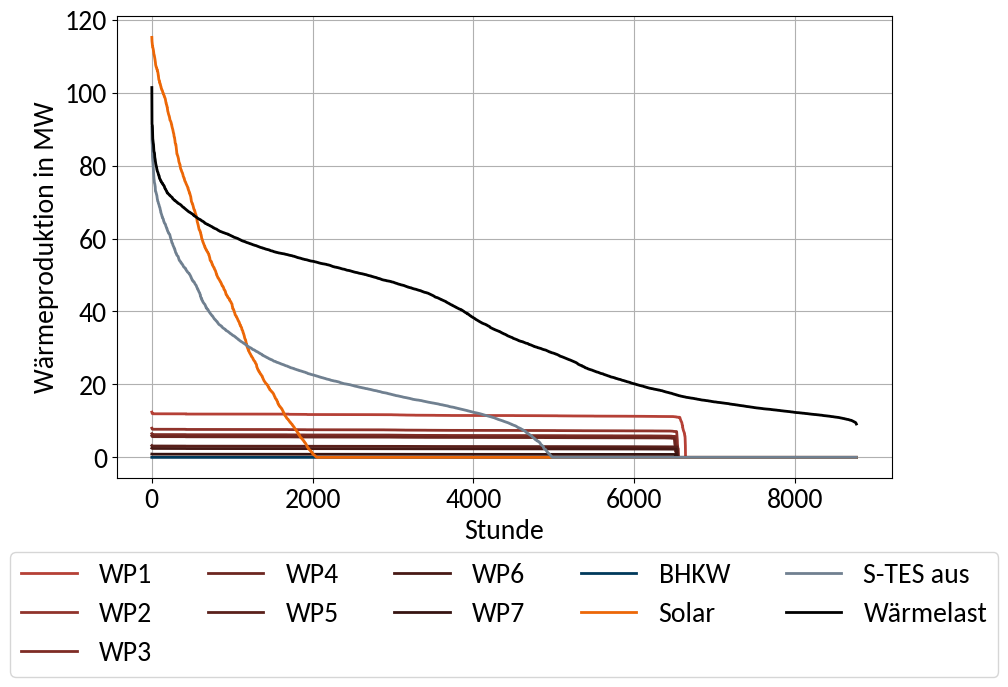 Wärmeproduktion in MW
120
100
80
60
40
20
0
0 2000 4000 6000 8000
Stunde
WP1 WP4 WP6 BHKW S-TES aus
WP2 WP5 WP7 Solar Wärmelast
WP3